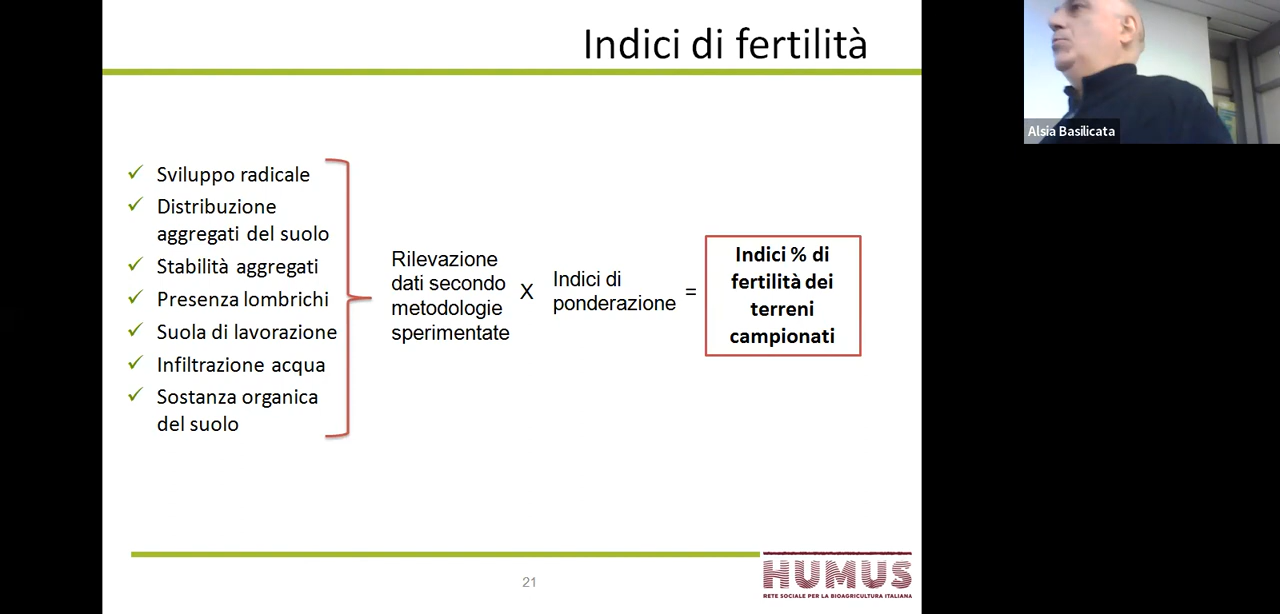 Indici di fertilità
Sviluppo radicale
Distribuzione
aggregati del suolo
Stabilità aggregati
Presenza lombrichi
Suola di lavorazione
Infiltrazione acqua
Sostanza organica
del suolo
Rilevazione
dati secondo
metodologie
sperimentate
X
Indici di
ponderazione
=
Indici % di
fertilità dei
terreni
campionati
21
HUMUS
RETE SOCIALE PER LA BIOAGRICULTURA ITALIANA
Alsia Basilicata